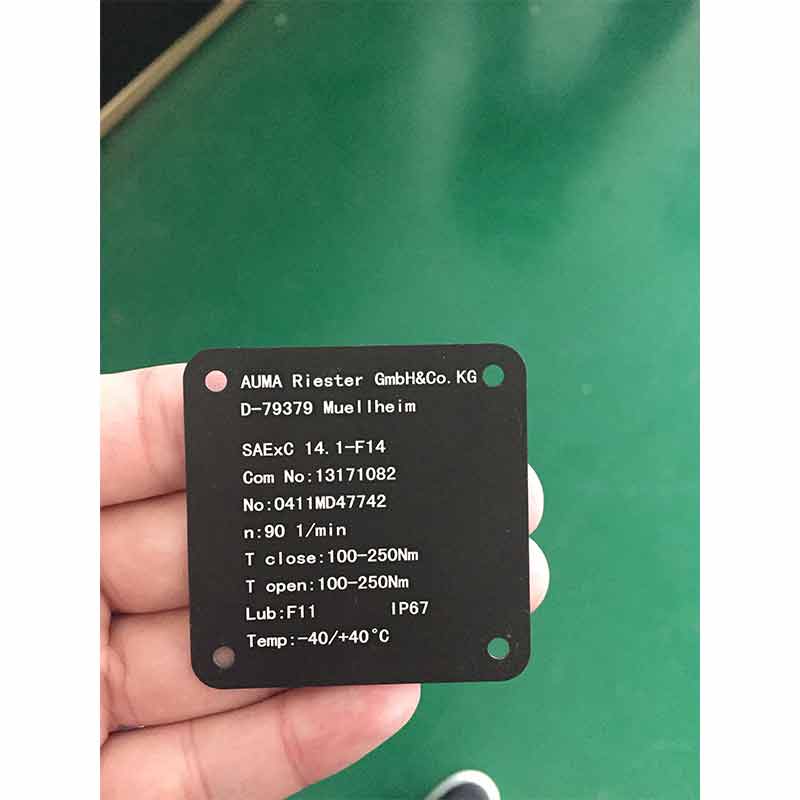 AUMA Riester GmbH&Co.KG
D-79379 Muellheim
SAExC 14.1-F14
Com No:13171082
No:0411MD47742
n:90 1/min
T close:100-250Nm
T open:100-250Nm
Lub:F11 IP67
Temp:-40/+40°C